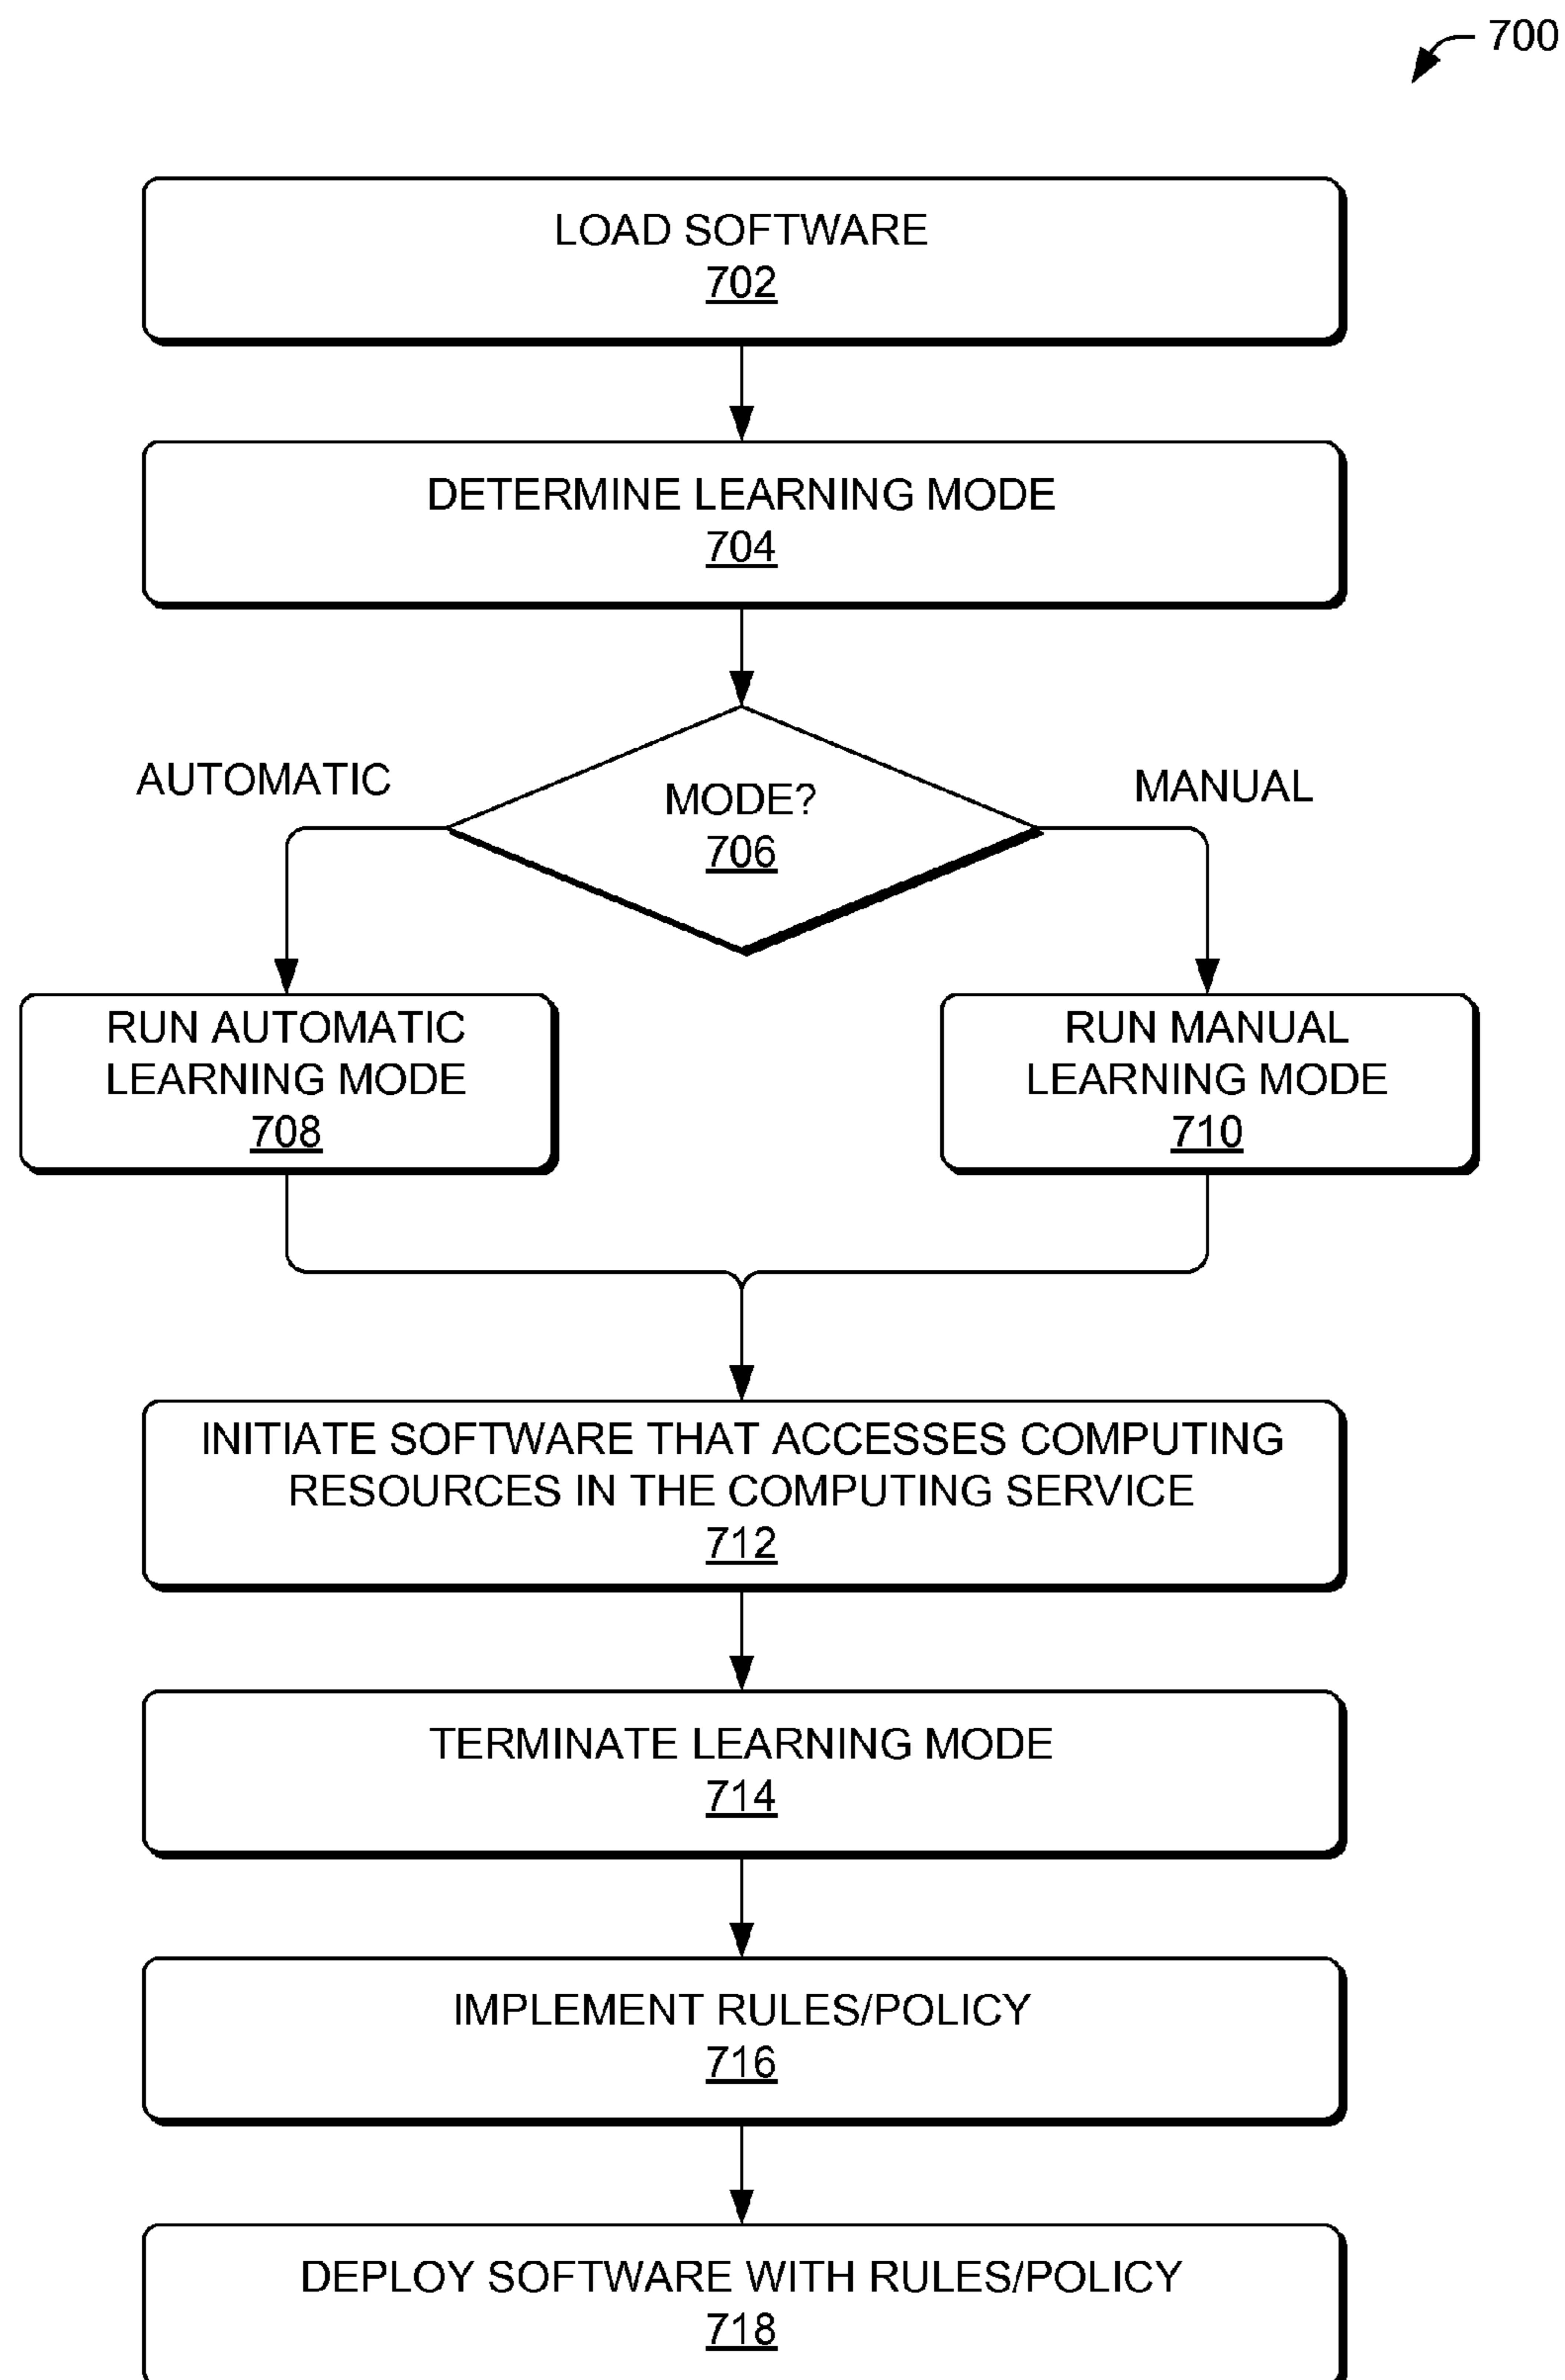 700
LOAD SOFTWARE
702
DETERMINE LEARNING MODE
704
AUTOMATIC
MODE?
706
MANUAL
RUN AUTOMATIC
LEARNING MODE
708
RUN MANUAL
LEARNING MODE
710
INITIATE SOFTWARE THAT ACCESSES COMPUTING
RESOURCES IN THE COMPUTING SERVICE
712
TERMINATE LEARNING MODE
714
IMPLEMENT RULES/POLICY
716
DEPLOY SOFTWARE WITH RULES/POLICY
718